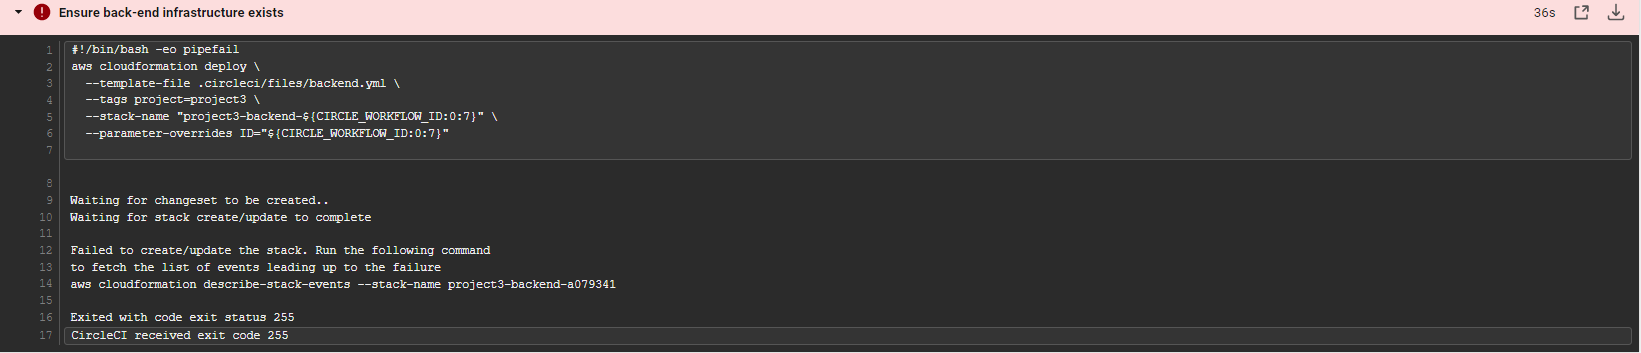 Ensure back-end infrastructure exists 36s
1 #!/bin/bash -eo pipefail
2 aws cloudformation deploy \
3 --template-file .circleci/files/backend.yml \
4 --tags project=project3 \
5 --stack-name "project3-backend-${CIRCLE_WORKFLOW_ID:0:7}" \
6 --parameter-overrides ID="${CIRCLE_WORKFLOW_ID:0:7}"
7
8
9 Waiting for changeset to be created..
10 Waiting for stack create/update to complete
11
12 Failed to create/update the stack. Run the following command
13 to fetch the list of events leading up to the failure
14 aws cloudformation describe-stack-events --stack-name project3-backend-a079341
15
16 Exited with code exit status 255
17 CircleCI received exit code 255